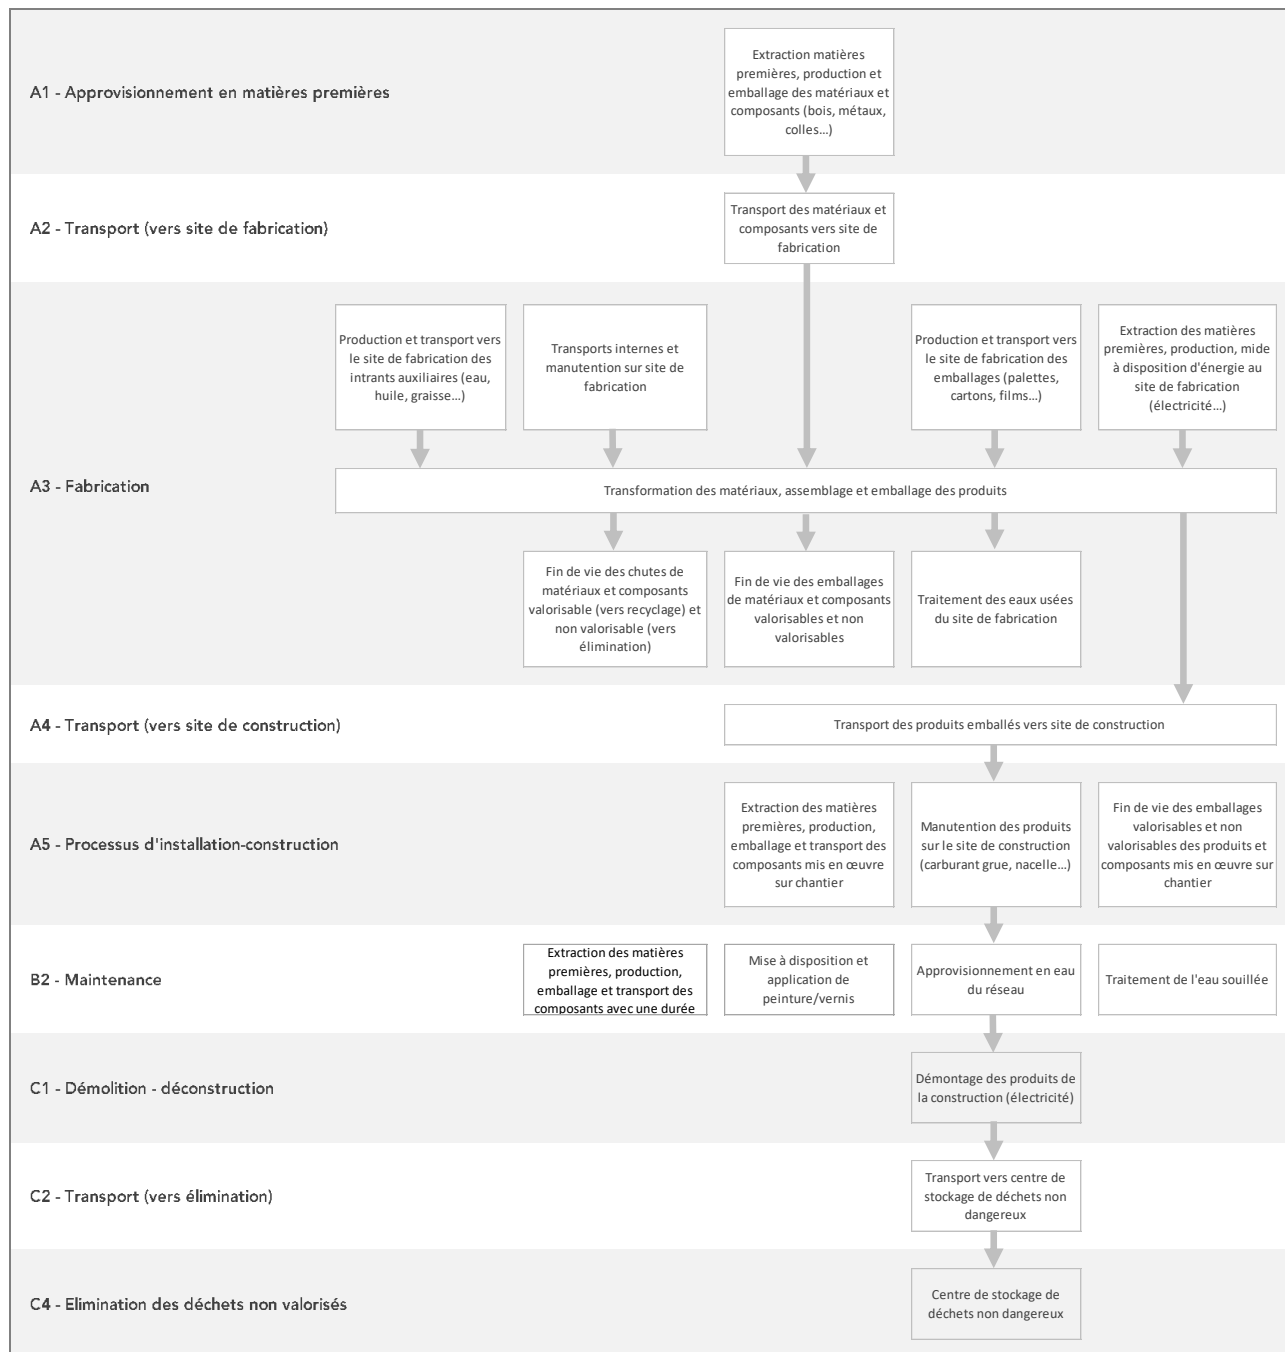 A1 - Approvisionnement en matières premières
Extraction matières
premières, production et
emballage des matériaux et
composants (bois, métaux,
colles…)
A2 - Transport (vers site de fabrication)
Transport des matériaux et
composants vers site de
fabrication
A3 - Fabrication
Production et transport vers
le site de fabrication des
intrants auxiliaires (eau,
huile, graisse…)
Transports internes et
manutention sur site de
fabrication
Production et transport vers
le site de fabrication des
emballages (palettes,
cartons, films…)
Extraction des matières
premières, production, mide
à disposition d'énergie au
site de fabrication
(électricité…)
Transformation des matériaux, assemblage et emballage des produits
Fin de vie des chutes de
matériaux et composants
valorisable (vers recyclage) et
non valorisable (vers
élimination)
Fin de vie des emballages
de matériaux et composants
valorisables et non
valorisables
Traitement des eaux usées
du site de fabrication
A4 - Transport (vers site de construction)
Transport des produits emballés vers site de construction
A5 - Processus d'installation-construction
Extraction des matières
premières, production,
emballage et transport des
composants mis en œuvre
sur chantier
Manutention des produits
sur le site de construction
(carburant grue, nacelle…)
Fin de vie des emballages
valorisables et non
valorisables des produits et
composants mis en œuvre sur
chantier
B2 - Maintenance
Extraction des matières
premières, production,
emballage et transport des
composants avec une durée
Mise à disposition et
application de
peinture/vernis
Approvisionnement en eau
du réseau
Traitement de l'eau souillée
C1 - Démolition - déconstruction
Démontage des produits de
la construction (électricité)
C2 - Transport (vers élimination)
Transport vers centre de
stockage de déchets non
dangereux
C4 - Elimination des déchets non valorisés
Centre de stockage de
déchets non dangereux